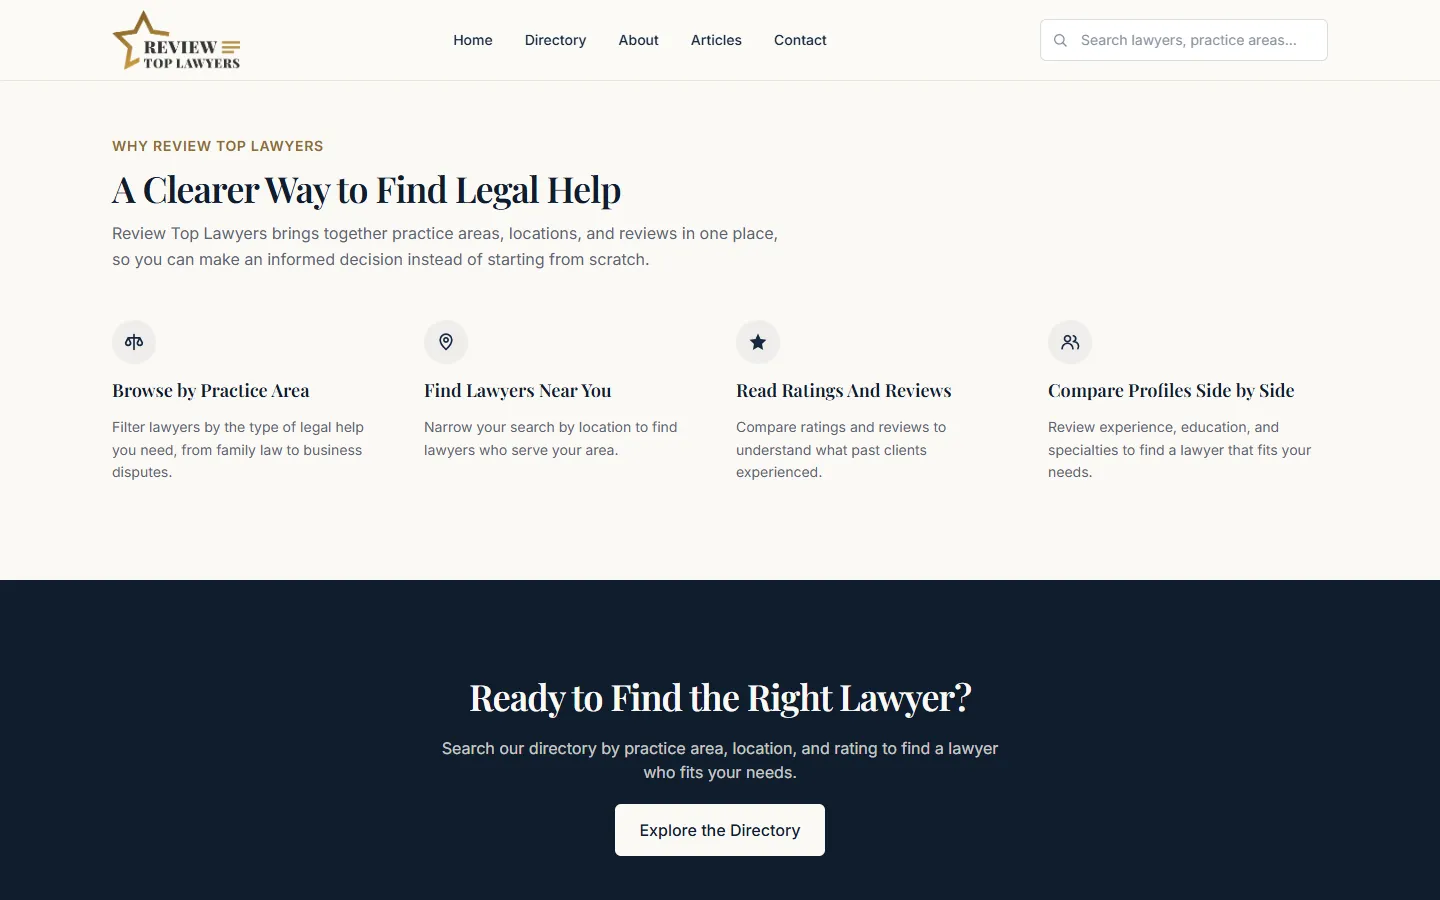 REVIEW
TOP LAWYERS
Home Directory About Articles Contact
Search lawyers, practice areas...
WHY REVIEW TOP LAWYERS
A Clearer Way to Find Legal Help
Review Top Lawyers brings together practice areas, locations, and reviews in one place,
so you can make an informed decision instead of starting from scratch.
Browse by Practice Area
Filter lawyers by the type of legal help
you need, from family law to business
disputes.
Find Lawyers Near You
Narrow your search by location to find
lawyers who serve your area.
Read Ratings And Reviews
Compare ratings and reviews to
understand what past clients
experienced.
Compare Profiles Side by Side
Review experience, education, and
specialties to find a lawyer that fits your
needs.
Ready to Find the Right Lawyer?
Search our directory by practice area, location, and rating to find a lawyer
who fits your needs.
Explore the Directory